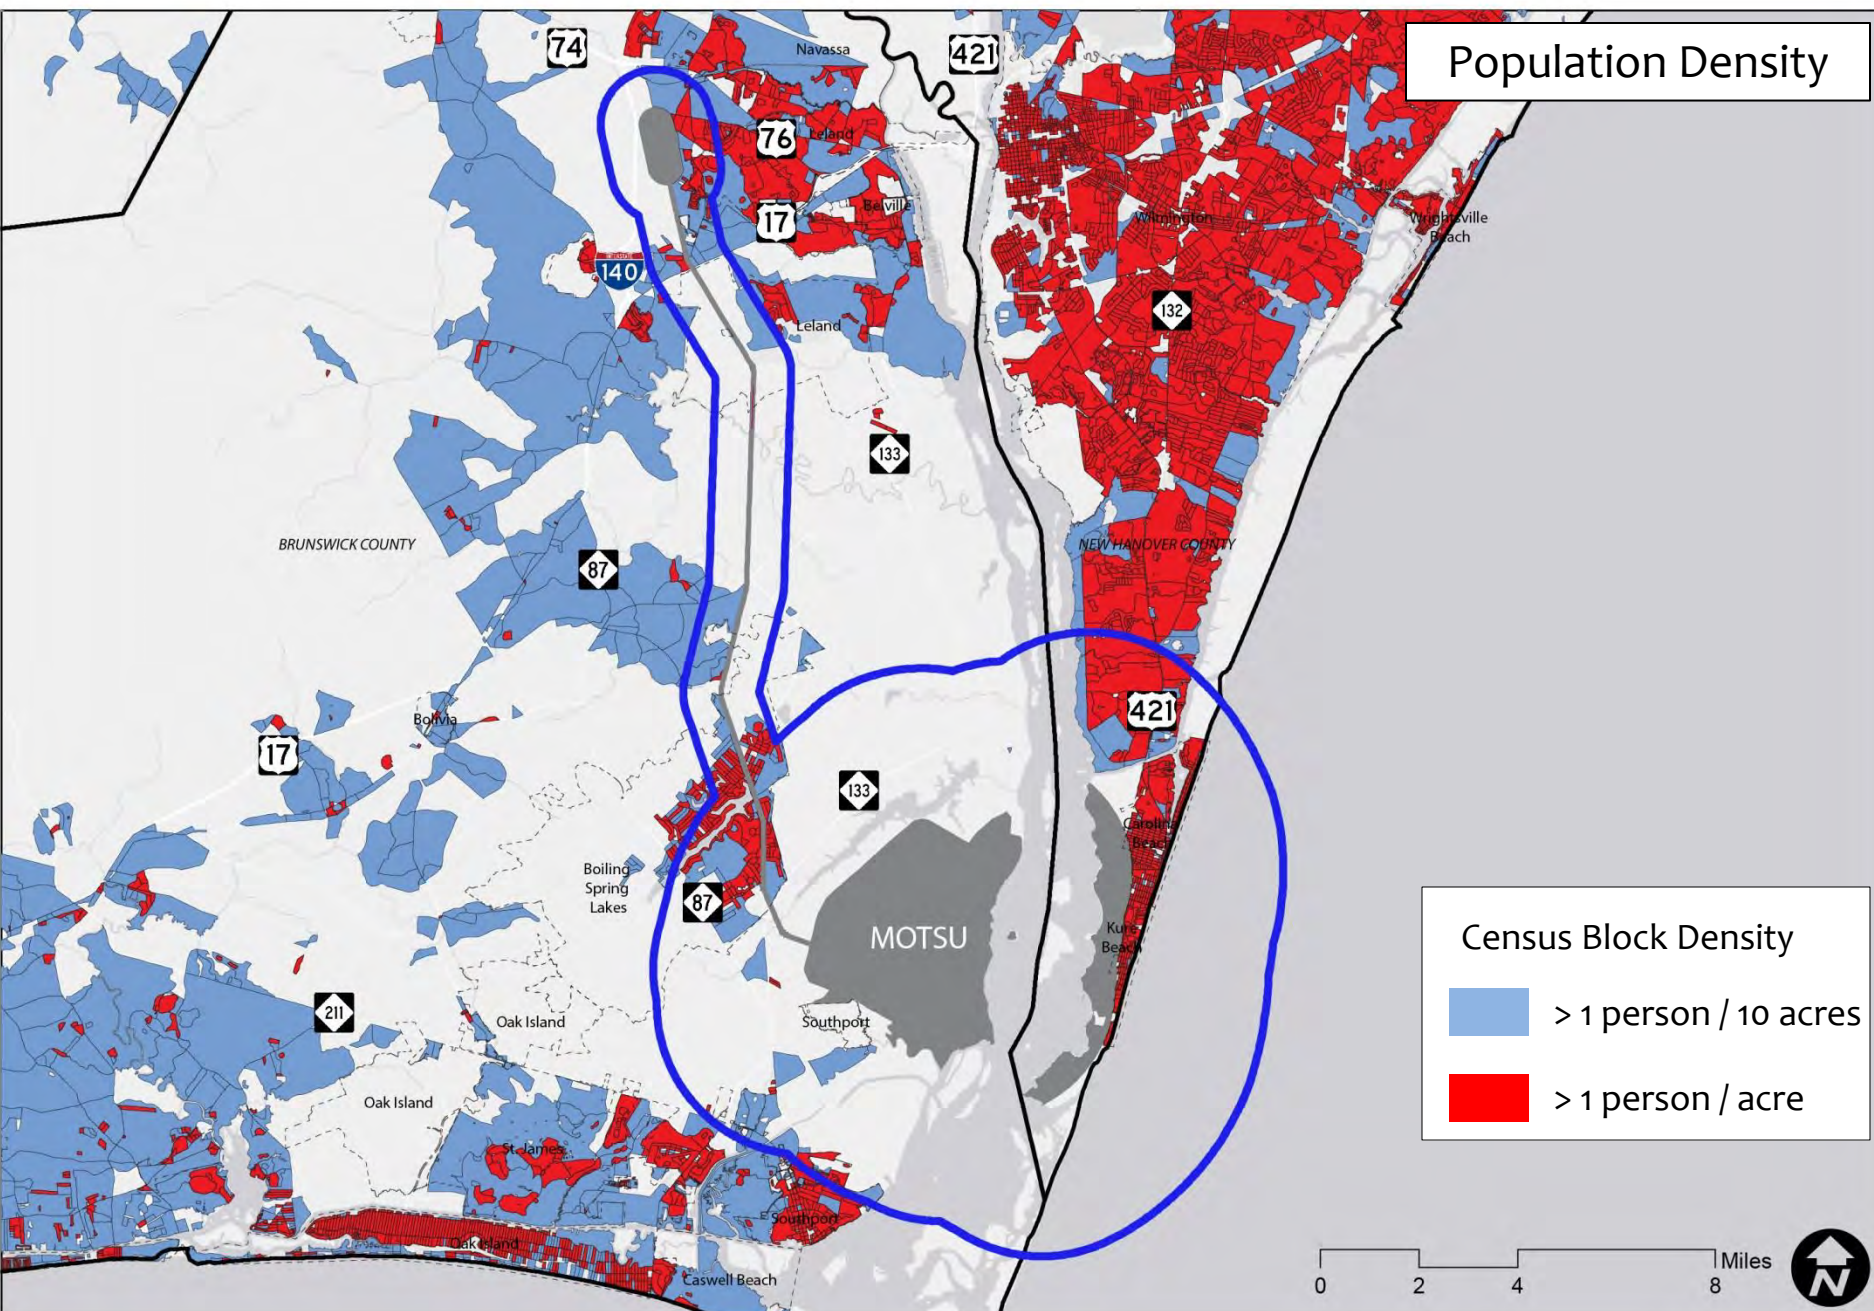 Population Density
74
Navassa
421
76
Leland
17
Belville
Wilmington
Wrightsville
Beach
INTERSTATE
140
132
Leland
133
BRUNSWICK COUNTY
NEW HANOVER COUNTY
87
421
Bolivia
17
133
Carolina
Beach
Boiling
Spring
Lakes
87
MOTSU
Kure
Beach
211
Oak Island
Southport
Oak Island
St. James
Southport
Oak Island
Caswell Beach
Census Block Density
> 1 person / 10 acres
> 1 person / acre
Miles
0 2 4 8
N